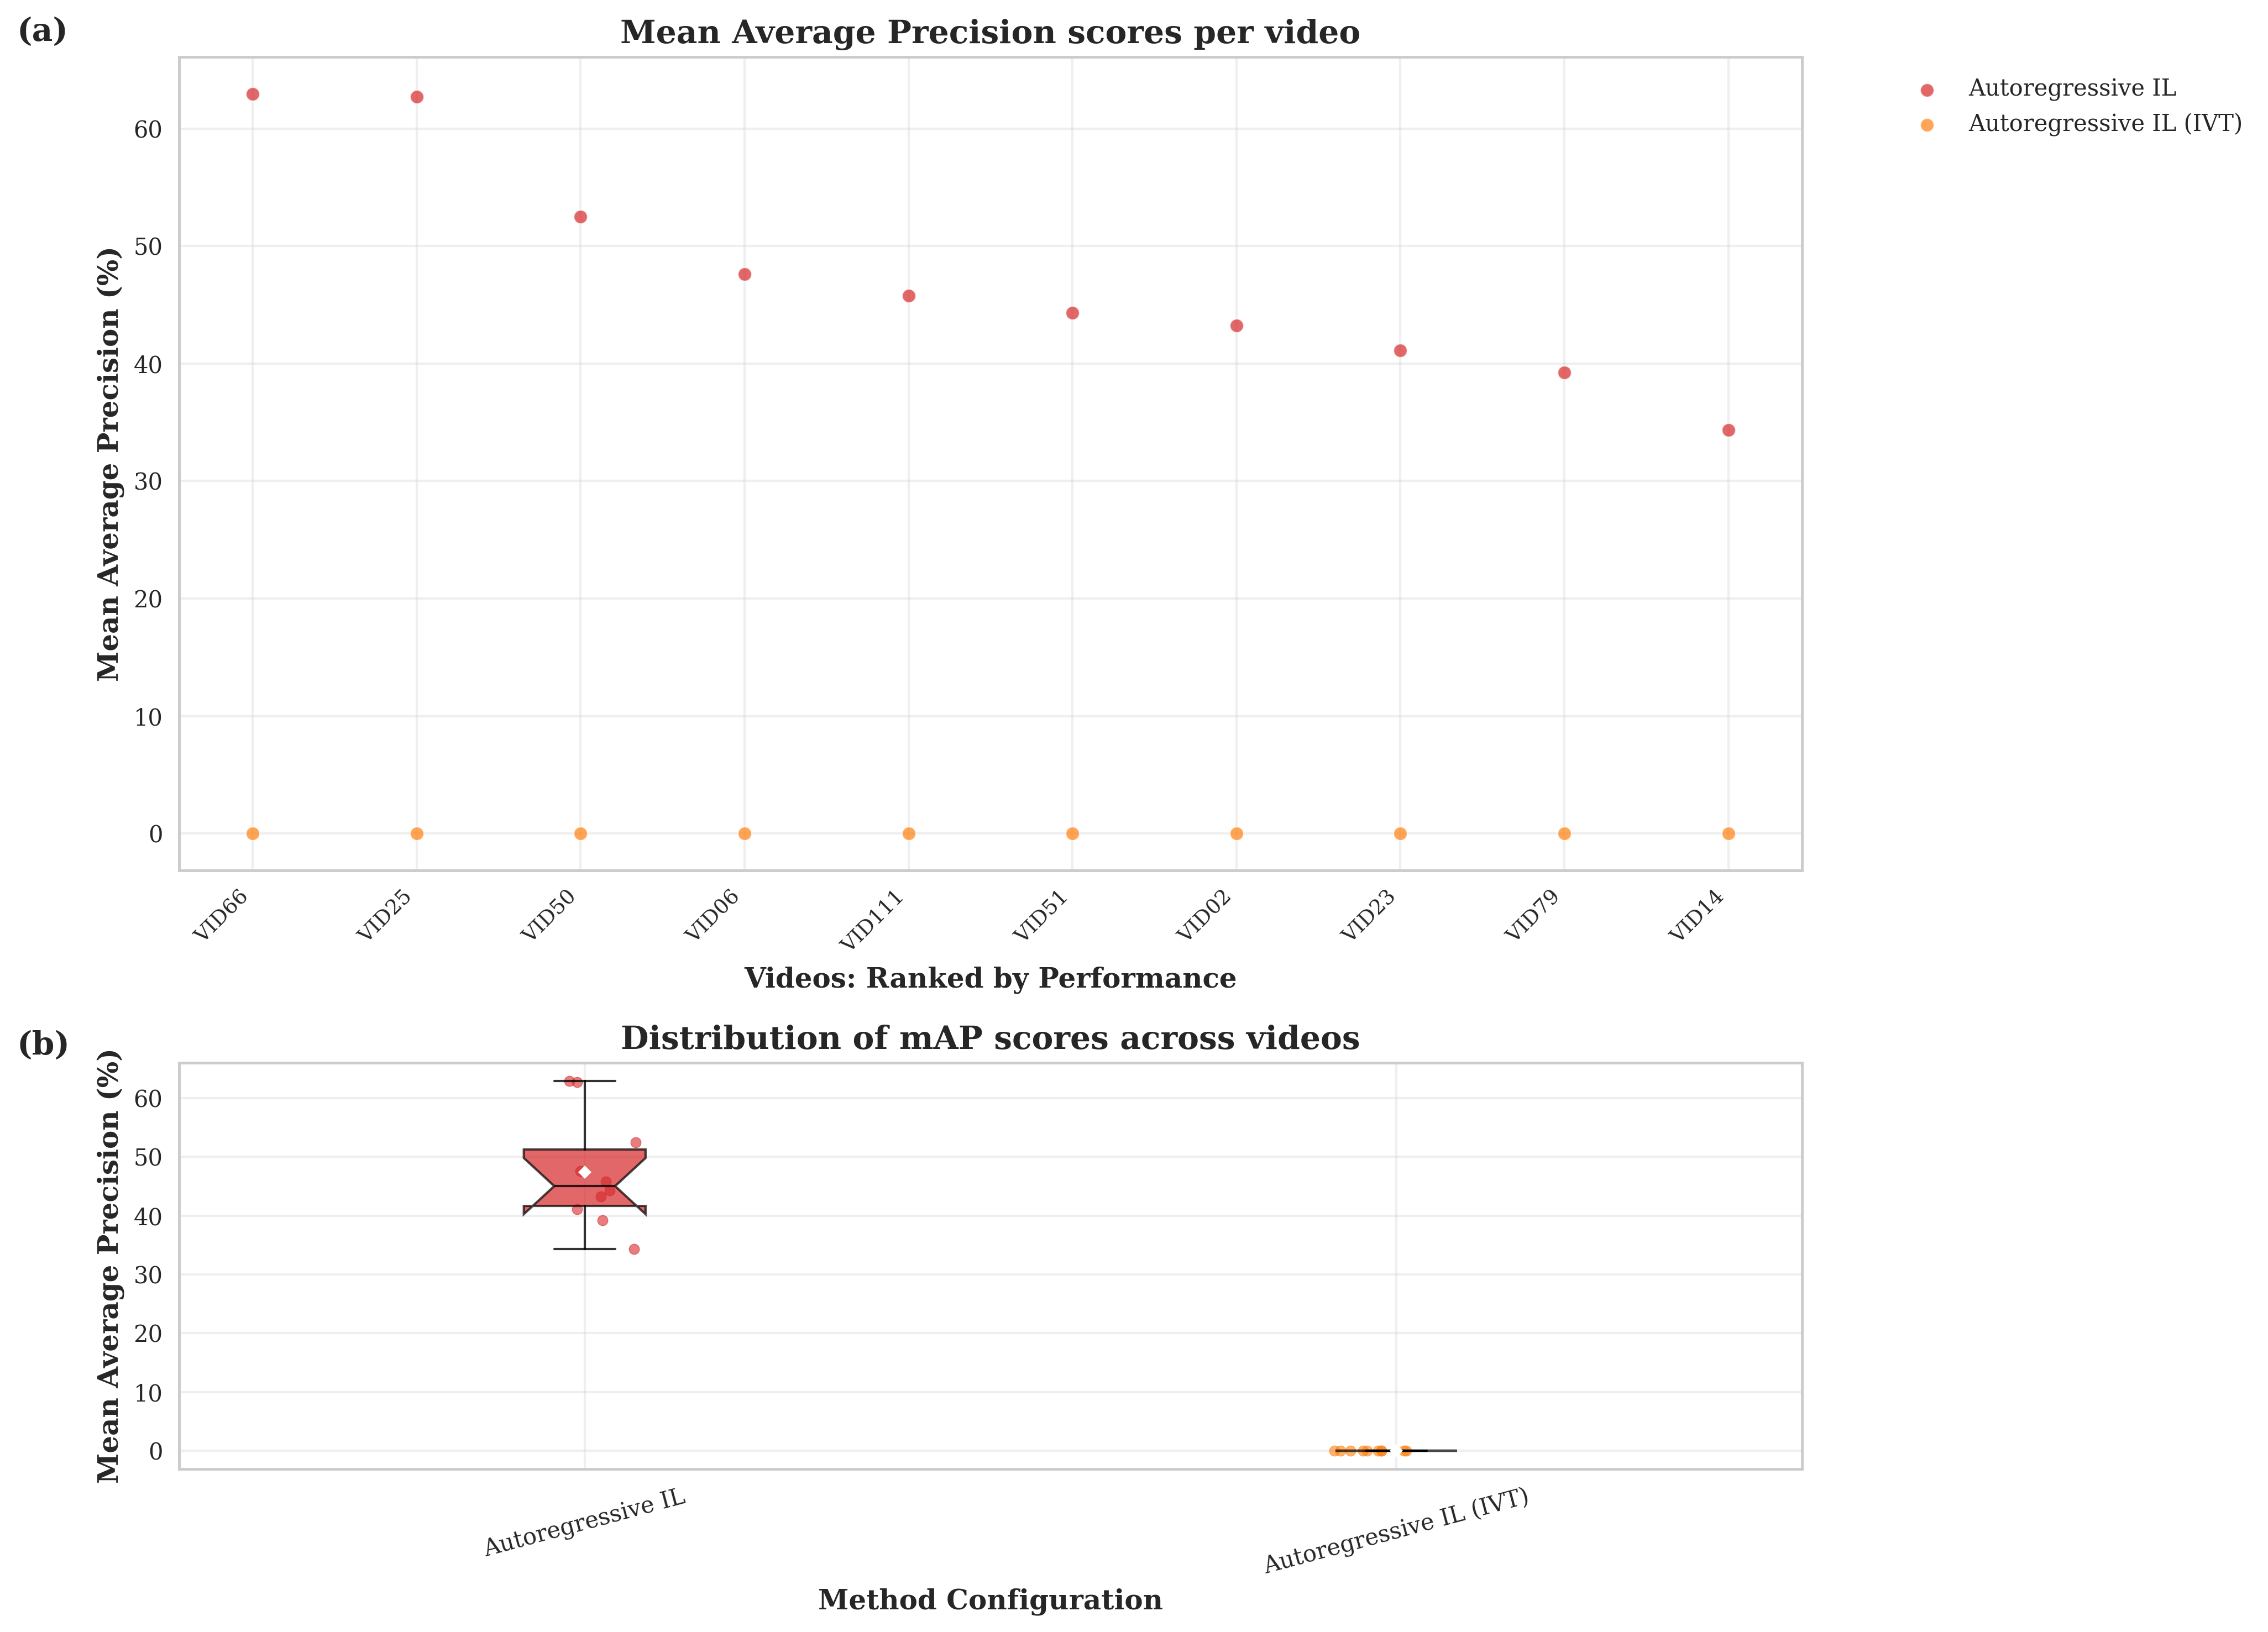 (a)
Mean Average Precision scores per video
Autoregressive IL
Autoregressive IL (IVT)
Mean Average Precision (%)
60
50
40
30
20
10
0
VID66
VID25
VID50
VID06
VID111
VID51
VID02
VID23
VID79
VID14
Videos: Ranked by Performance
(b)
Distribution of mAP scores across videos
Mean Average Precision (%)
60
50
40
30
20
10
0
Autoregressive IL
Autoregressive IL (IVT)
Method Configuration